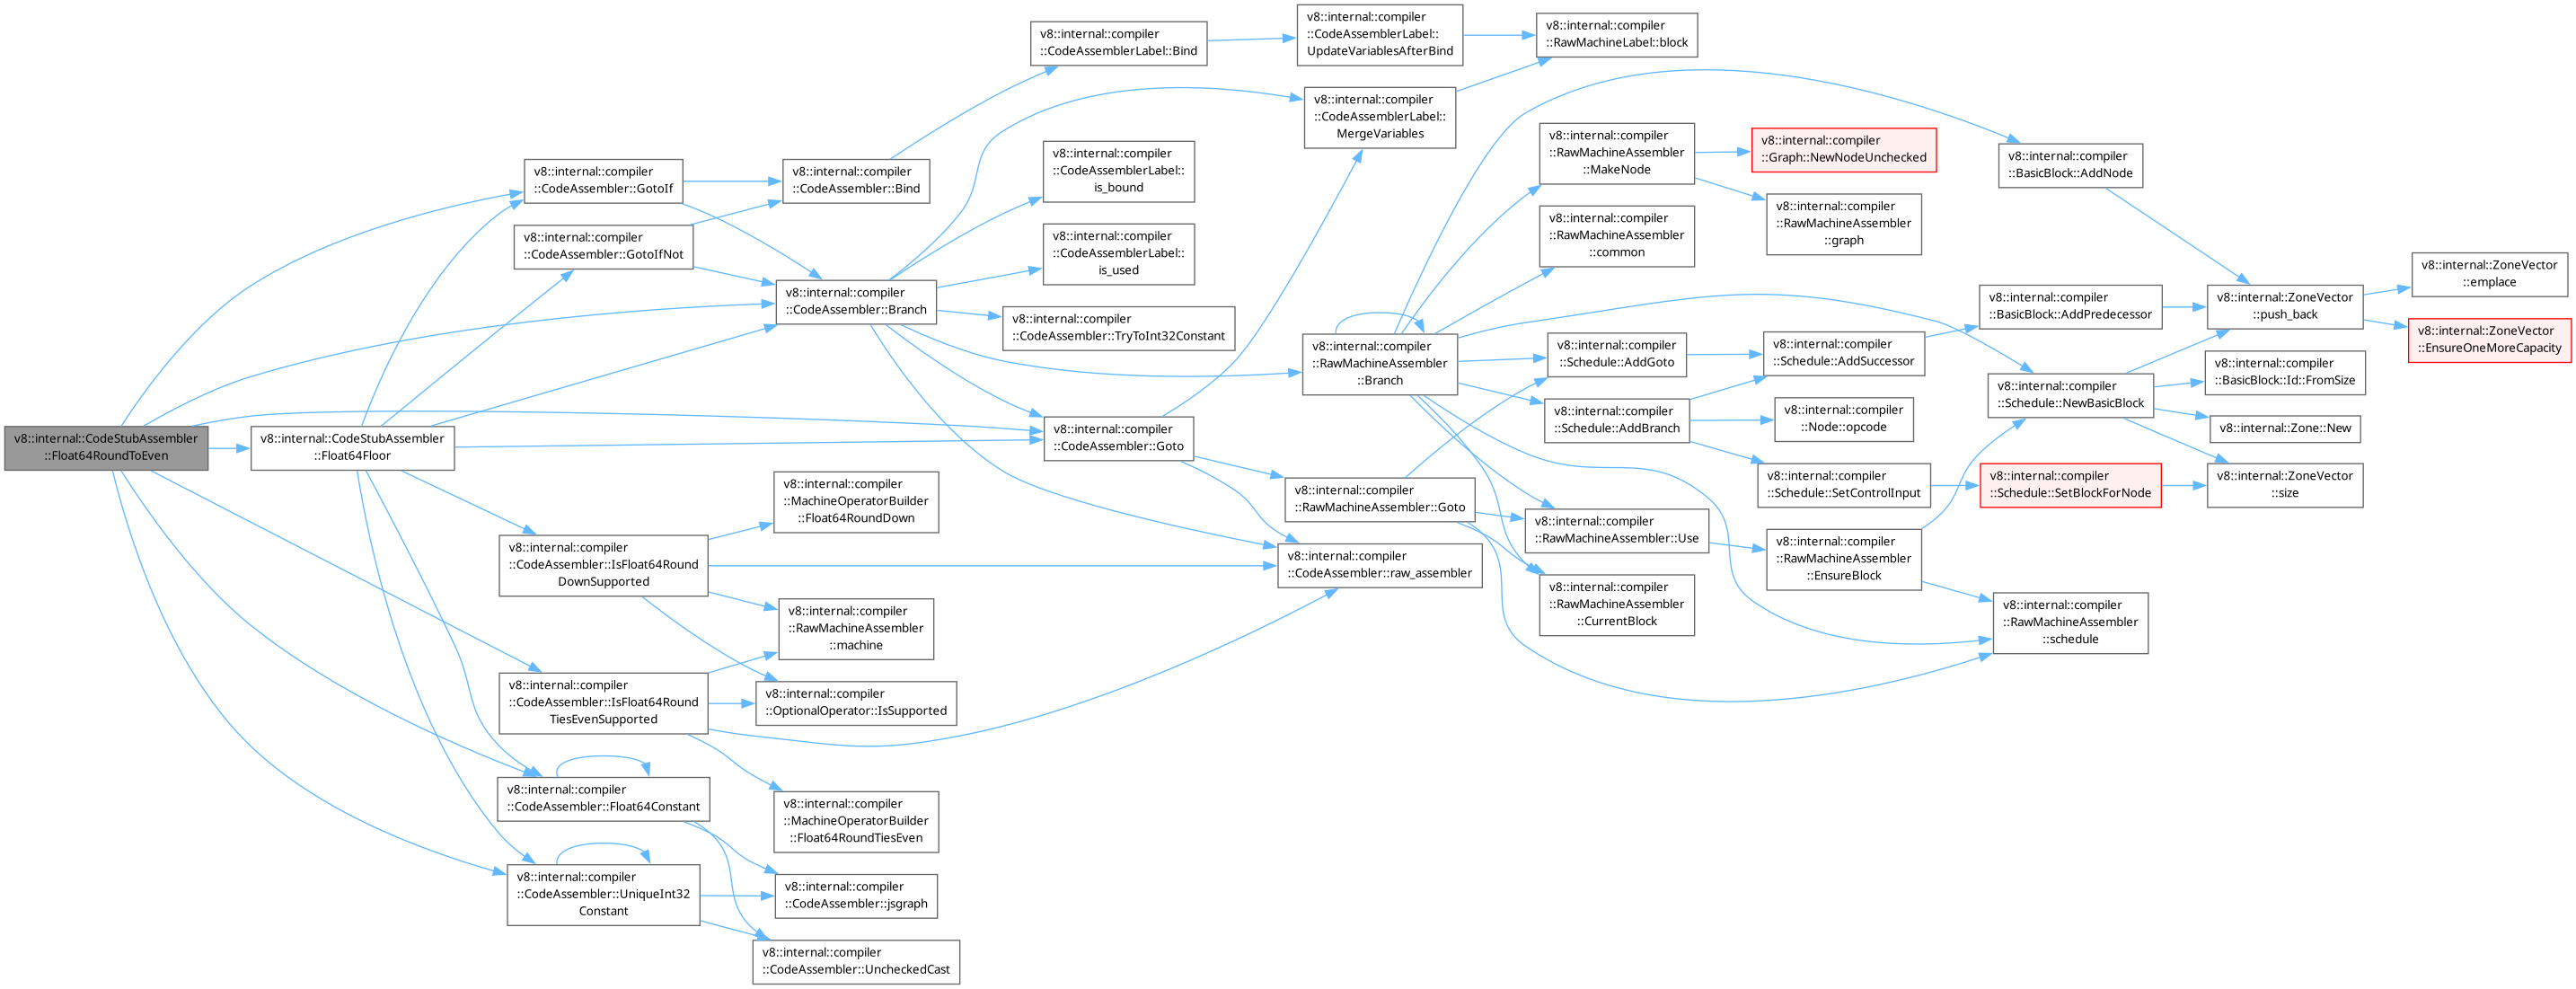 v8::internal::CodeStubAssembler
::Float64RoundToEven
v8::internal::CodeStubAssembler
::Float64Floor
v8::internal::compiler
::CodeAssembler::GotoIf
v8::internal::compiler
::CodeAssembler::GotoIfNot
v8::internal::compiler
::CodeAssembler::IsFloat64Round
DownSupported
v8::internal::compiler
::CodeAssembler::IsFloat64Round
TiesEvenSupported
v8::internal::compiler
::CodeAssembler::Float64Constant
v8::internal::compiler
::CodeAssembler::UniqueInt32
Constant
v8::internal::compiler
::CodeAssembler::Bind
v8::internal::compiler
::CodeAssembler::Branch
v8::internal::compiler
::MachineOperatorBuilder
::Float64RoundDown
v8::internal::compiler
::RawMachineAssembler
::machine
v8::internal::compiler
::OptionalOperator::IsSupported
v8::internal::compiler
::MachineOperatorBuilder
::Float64RoundTiesEven
v8::internal::compiler
::CodeAssembler::jsgraph
v8::internal::compiler
::CodeAssembler::UncheckedCast
v8::internal::compiler
::CodeAssemblerLabel::Bind
v8::internal::compiler
::CodeAssemblerLabel::
is_bound
v8::internal::compiler
::CodeAssemblerLabel::
is_used
v8::internal::compiler
::CodeAssembler::TryToInt32Constant
v8::internal::compiler
::CodeAssembler::Goto
v8::internal::compiler
::CodeAssemblerLabel::
UpdateVariablesAfterBind
v8::internal::compiler
::CodeAssemblerLabel::
MergeVariables
v8::internal::compiler
::RawMachineAssembler
::Branch
v8::internal::compiler
::RawMachineAssembler::Goto
v8::internal::compiler
::CodeAssembler::raw_assembler
v8::internal::compiler
::RawMachineLabel::block
v8::internal::compiler
::RawMachineAssembler
::MakeNode
v8::internal::compiler
::RawMachineAssembler
::common
v8::internal::compiler
::Schedule::AddGoto
v8::internal::compiler
::Schedule::AddBranch
v8::internal::compiler
::RawMachineAssembler::Use
v8::internal::compiler
::RawMachineAssembler
::CurrentBlock
v8::internal::compiler
::Graph::NewNodeUnchecked
v8::internal::compiler
::RawMachineAssembler
::graph
v8::internal::compiler
::Schedule::AddSuccessor
v8::internal::compiler
::Node::opcode
v8::internal::compiler
::Schedule::SetControlInput
v8::internal::compiler
::RawMachineAssembler
::EnsureBlock
v8::internal::compiler
::BasicBlock::AddNode
v8::internal::compiler
::BasicBlock::AddPredecessor
v8::internal::compiler
::Schedule::NewBasicBlock
v8::internal::compiler
::Schedule::SetBlockForNode
v8::internal::compiler
::RawMachineAssembler
::schedule
v8::internal::ZoneVector
::push_back
v8::internal::compiler
::BasicBlock::Id::FromSize
v8::internal::Zone::New
v8::internal::ZoneVector
::size
v8::internal::ZoneVector
::emplace
v8::internal::ZoneVector
::EnsureOneMoreCapacity